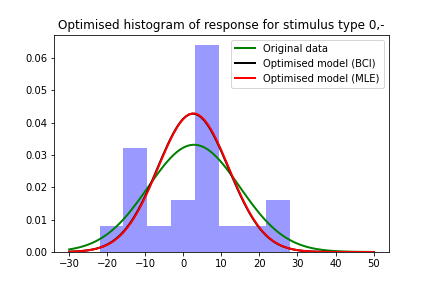 Optimised histogram of response for stimulus type 0,-
Original data
Optimised model (BCI)
Optimised model (MLE)
0.06
0.05
0.04
0.03
0.02
0.01
0.00
−30 −20 −10 0 10 20 30 40 50